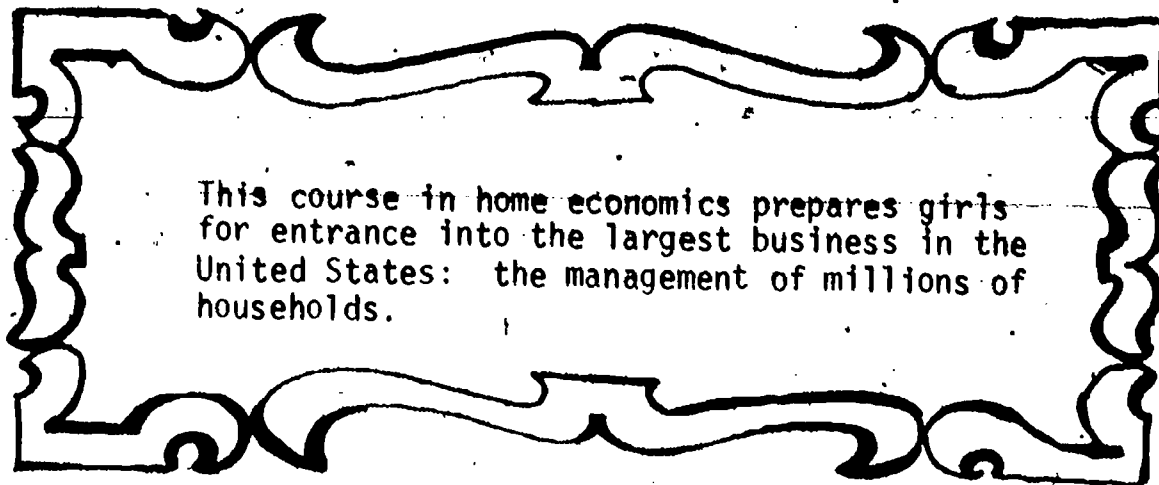 This course in home economics prepares girls
for entrance into the largest business in the
United States:  the management of millions of
households.